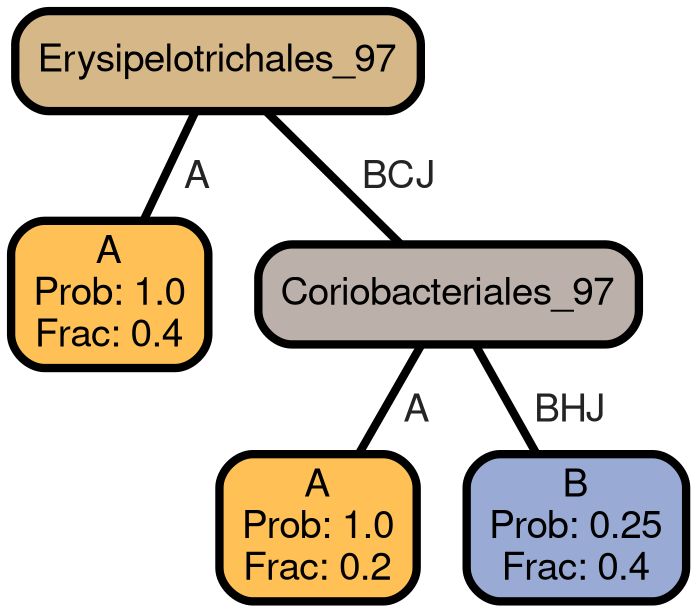 Erysipelotrichales_97
A
BCJ
A
Prob: 1.0
Frac: 0.4
Coriobacteriales_97
A
BHJ
A
Prob: 1.0
Frac: 0.2
B
Prob: 0.25
Frac: 0.4